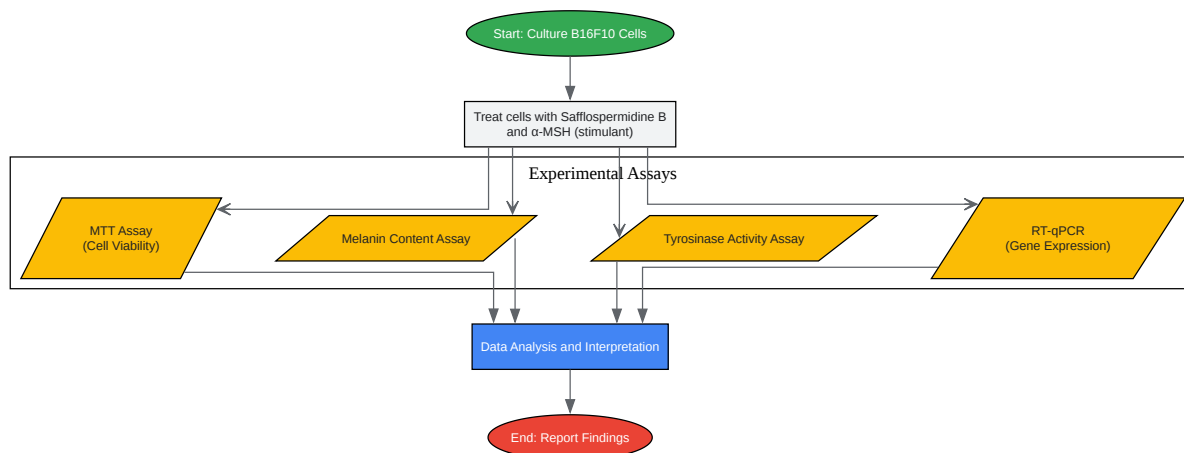 Start: Culture B16F10 Cells
Treat cells with Safflospermidine B
and α-MSH (stimulant)
Experimental Assays
MTT Assay
(Cell Viability)
Melanin Content Assay
Tyrosinase Activity Assay
RT-qPCR
(Gene Expression)
Data Analysis and Interpretation
End: Report Findings